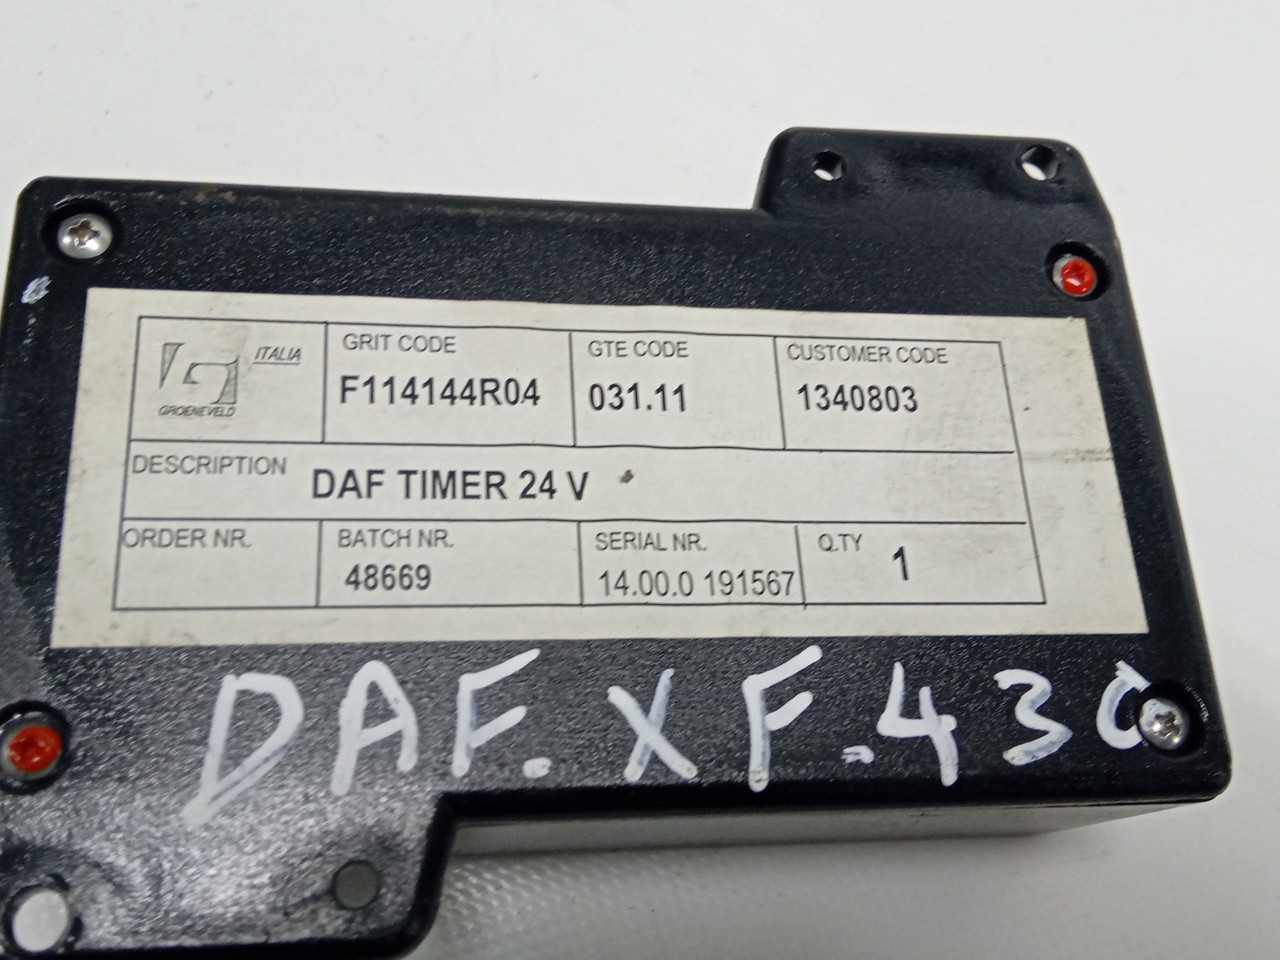 ITALIA
GROENEVELD
GRIT CODE
F114144R04
GTE CODE
031.11
CUSTOMER CODE
1340803
DESCRIPTION DAF TIMER 24 V
ORDER NR.
BATCH NR.
48669
SERIAL NR.
14.00.0 191567
Q.TY 1
DAF.XF.430